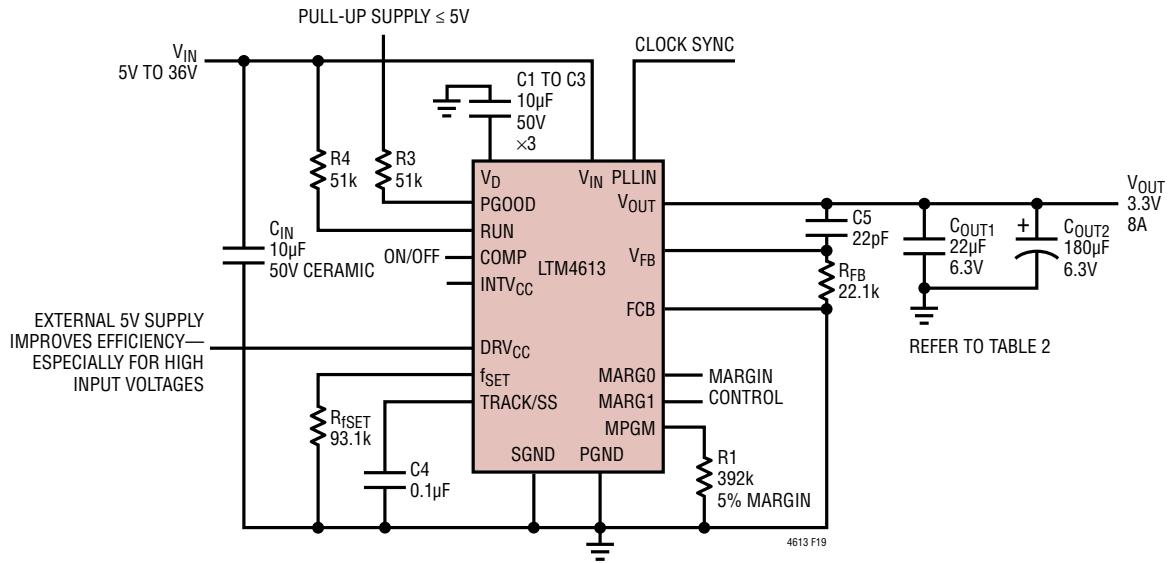 PULL-UP SUPPLY ≤ 5V
CLOCK SYNC
VIN
5V TO 36V
C1 TO C3
10µF
50V
×3
R4
51k
R3
51k
VD
VIN
PLLIN
PGOOD
VOUT
RUN
COMP
ON/OFF
LTM4613
INTVCC
VFB
FCB
C5
22pF
RFB
22.1k
COUT1
22µF
6.3V
+
COUT2
180µF
6.3V
VOUT
3.3V
8A
REFER TO TABLE 2
CIN
10µF
50V CERAMIC
EXTERNAL 5V SUPPLY
IMPROVES EFFICIENCY—
ESPECIALLY FOR HIGH
INPUT VOLTAGES
DRVCC
fSET
TRACK/SS
MARG0
MARG1
MARGIN
CONTROL
MPGM
SGND
PGND
RfSET
93.1k
C4
0.1µF
R1
392k
5% MARGIN
4613 F19